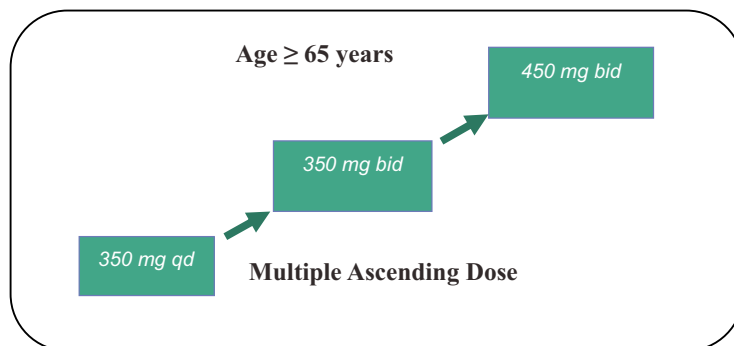 Age ≥ 65 years
450 mg bid
350 mg bid
350 mg qd
Multiple Ascending Dose